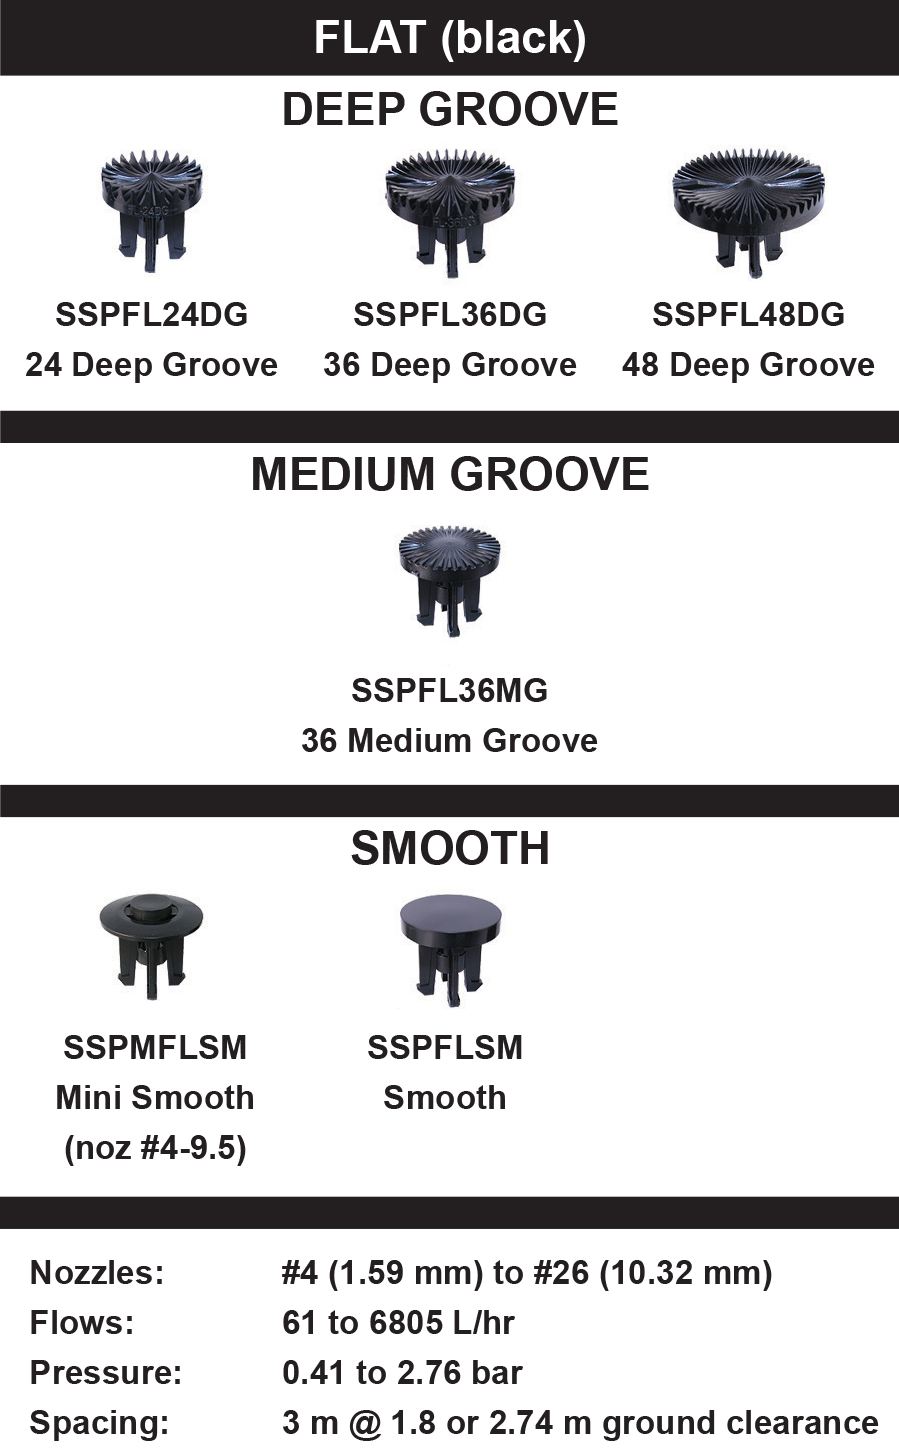 FLAT (black)
DEEP GROOVE
FL-24DG
SSPFL24DG
SSPFL36DG
SSPFL48DG
24 Deep Groove
36 Deep Groove
48 Deep Groove
MEDIUM GROOVE
SSPFL36MG
36 Medium Groove
SMOOTH
SSPMFLSM
SSPFLSM
Mini Smooth
Smooth
(noz #4-9.5)
Nozzles: #4 (1.59 mm) to #26 (10.32 mm)
Flows: 61 to 6805 L/hr
Pressure: 0.41 to 2.76 bar
Spacing: 3 m @ 1.8 or 2.74 m ground clearance